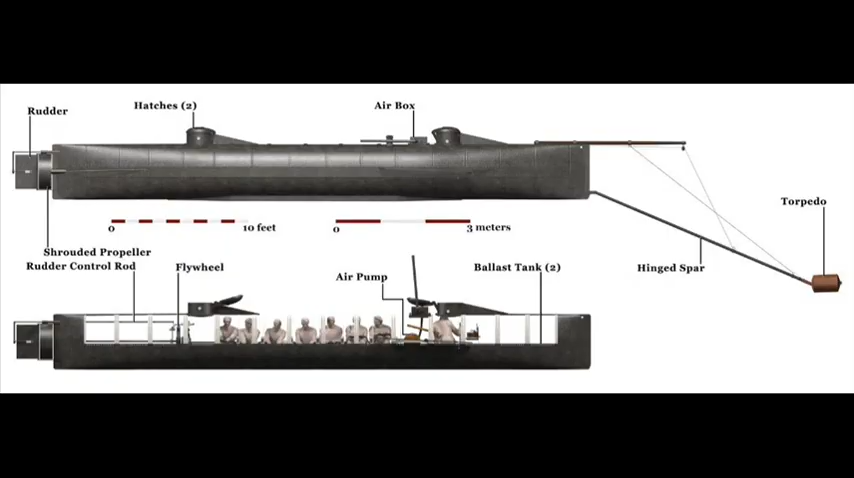 Hatches (2)
Air Box
Rudder
Torpedo
0
10 feet
0
3 meters
Shrouded Propeller
Rudder Control Rod
Flywheel
Air Pump
Ballast Tank (2)
Hinged Spar